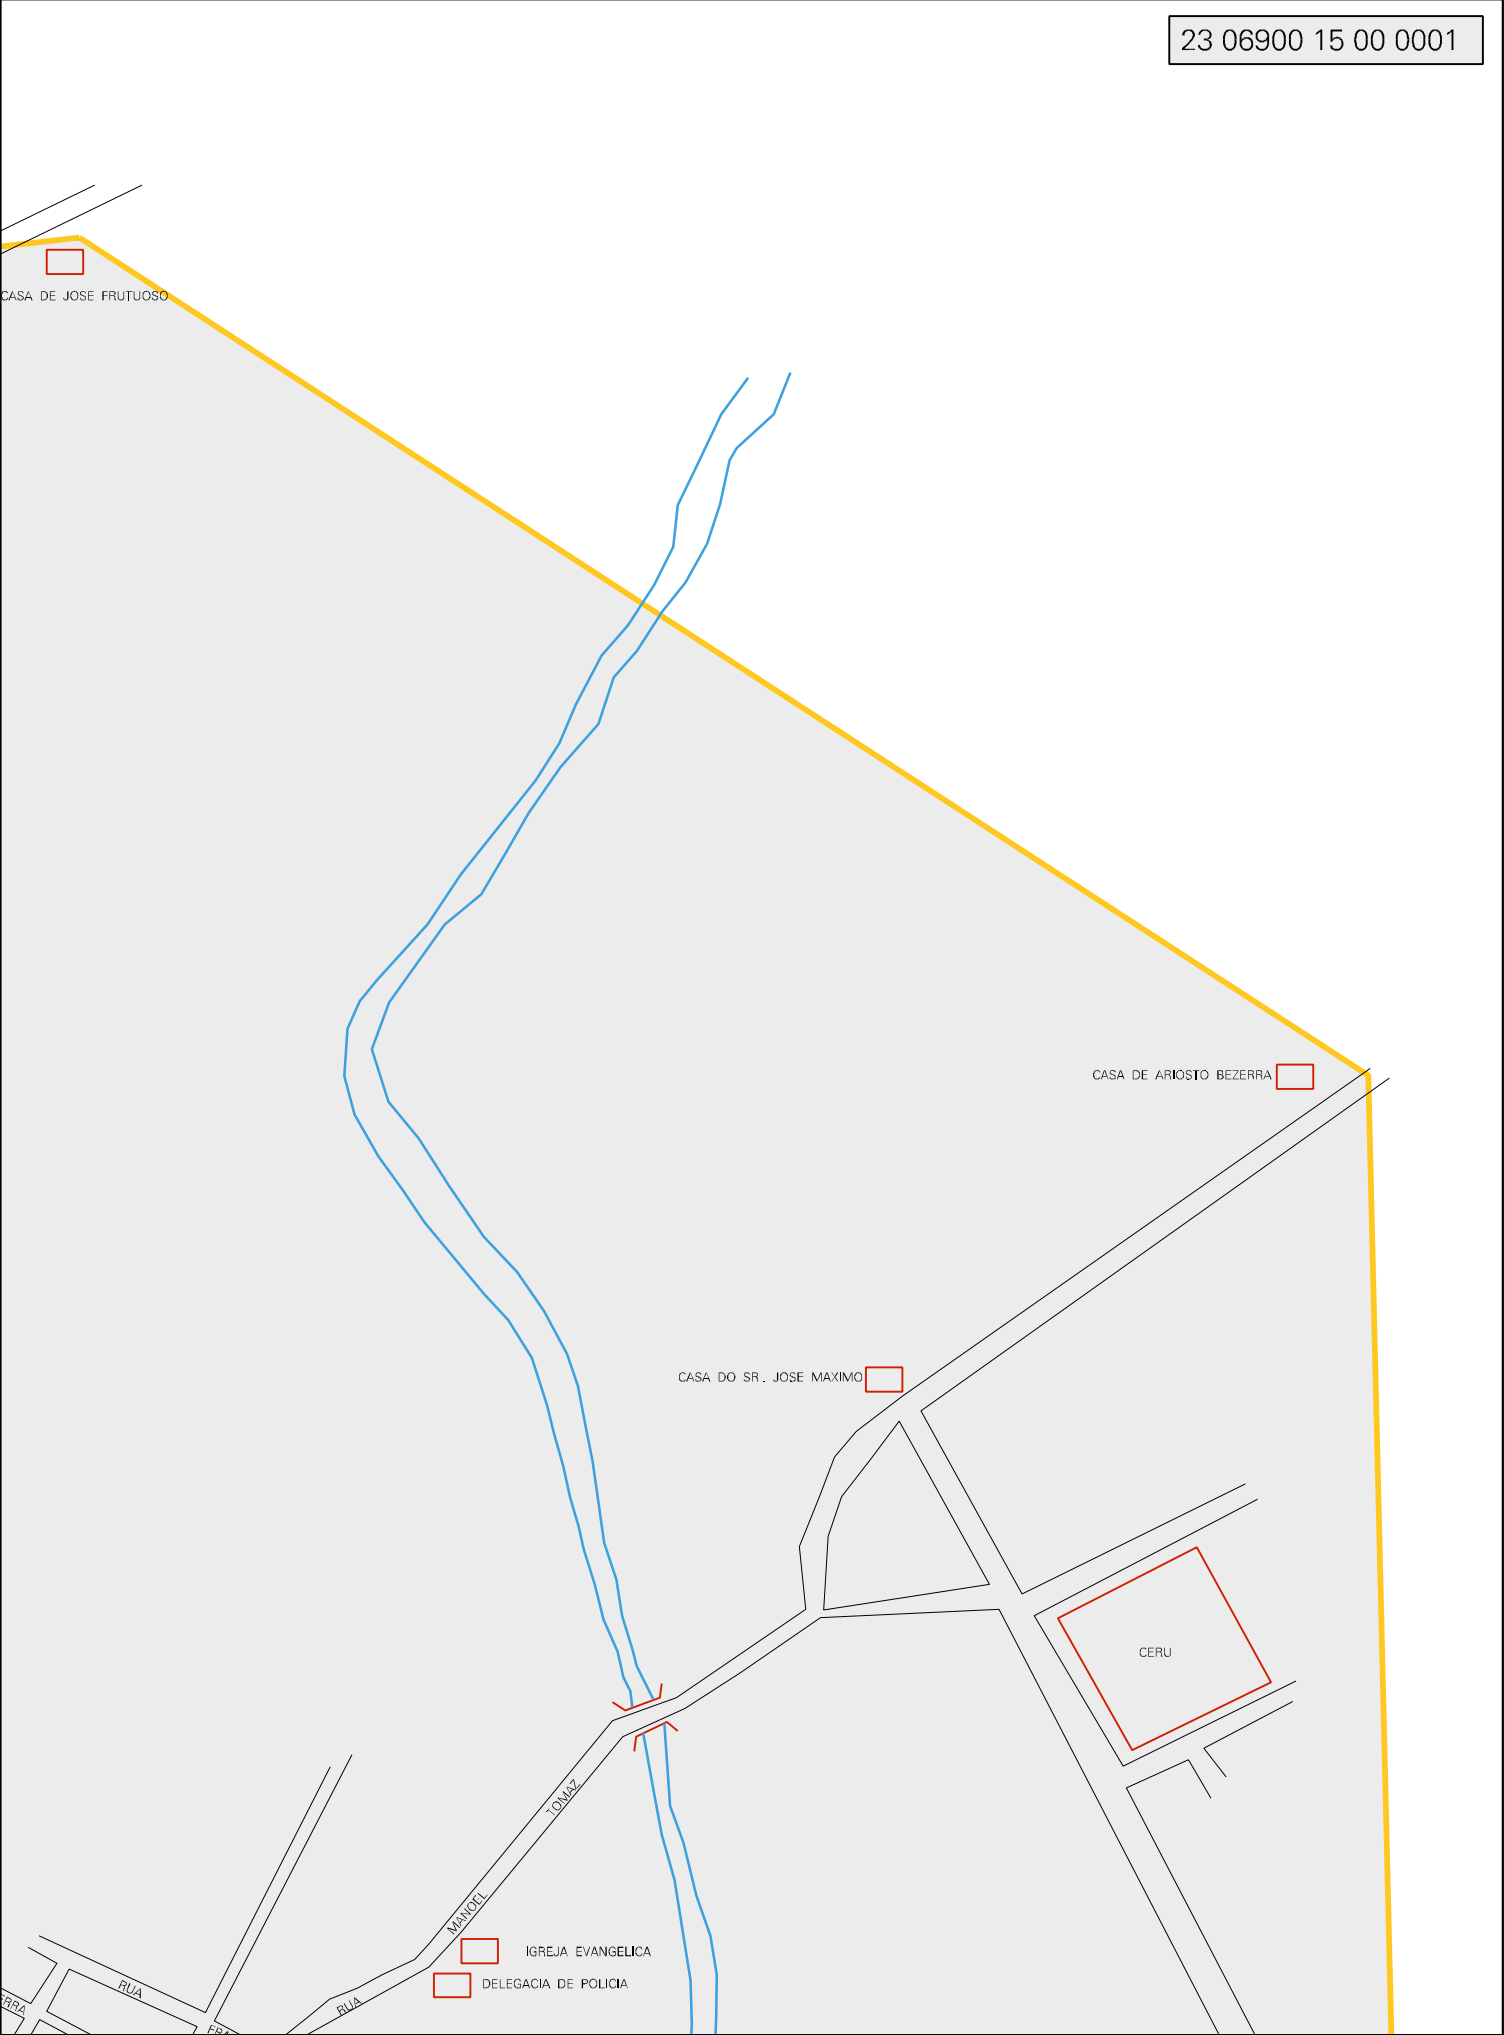 23 06900 15 00 0001
CASA DE JOSE FRUTUOSO
CASA DE ARIOSTO BEZERRA
CASA DO SR. JOSE MAXIMO
CERU
TOMAZ
MANOEL
IGREJA EVANGELICA
DELEGACIA DE POLICIA
RUA
RUA